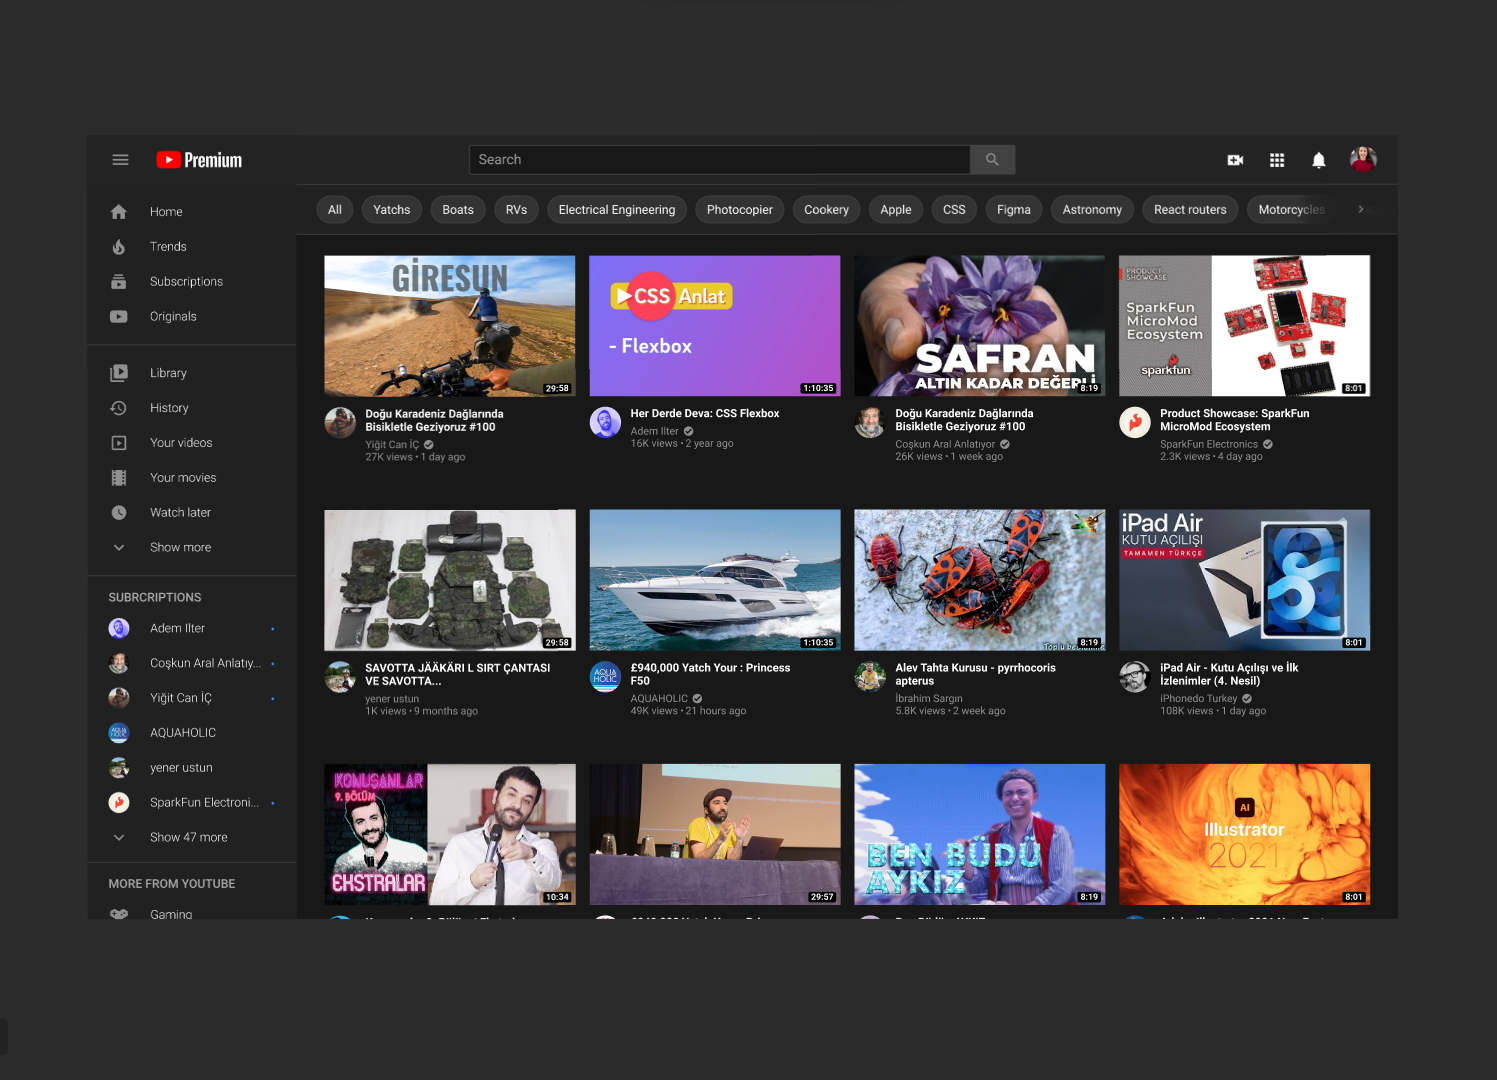 Premium
Search
Home
Trends
Subscriptions
Originals
Library
History
Your videos
Your movies
Watch later
Show more
SUBRCRIPTIONS
Adem Ilter
Coşkun Aral Anlatıy...
Yiğit Can İÇ
AQUAHOLIC
yener ustun
SparkFun Electroni...
Show 47 more
MORE FROM YOUTUBE
Gaming
All Yatchs Boats RVs Electrical Engineering Photocopier Cookery Apple CSS Figma Astronomy React routers Motorcycles
GİRESUN
29:58
Doğu Karadeniz Dağlarında
Bisikletle Geziyoruz #100
Yiğit Can İÇ
27K views • 1 day ago
CSS Anlat
- Flexbox
1:10:35
Her Derde Deva: CSS Flexbox
Adem Ilter
16K views • 2 year ago
SAFRAN
ALTIN KADAR DEĞERLİ
8:19
Doğu Karadeniz Dağlarında
Bisikletle Geziyoruz #100
Coşkun Aral Anlatıyor
26K views • 1 week ago
PRODUCT
SHOWCASE
SparkFun
MicroMod
Ecosystem
sparkfun
8:01
Product Showcase: SparkFun
MicroMod Ecosystem
SparkFun Electronics
2.3K views • 4 day ago
29:58
SAVOTTA JÄÄKÄRI L SIRT ÇANTASI
VE SAVOTTA...
yener ustun
1K views • 9 months ago
1:10:35
AQUA
HOLIC
£940,000 Yatch Your : Princess
F50
AQUAHOLIC
49K views • 21 hours ago
8:19
Alev Tahta Kurusu - pyrrhocoris
apterus
İbrahim Sargın
5.8K views • 2 week ago
iPad Air
KUTU AÇILIŞI
TAMAMEN TÜRKÇE
8:01
iPad Air - Kutu Açılışı ve İlk
İzlenimler (4. Nesil)
iPhonedo Turkey
108K views • 1 day ago
KONUŞANLAR
9. BÖLÜM
EKSTRALAR
10:34
29:57
BEN BÜDÜ
AYKIZ
8:19
AI
Illustrator
2021
8:01